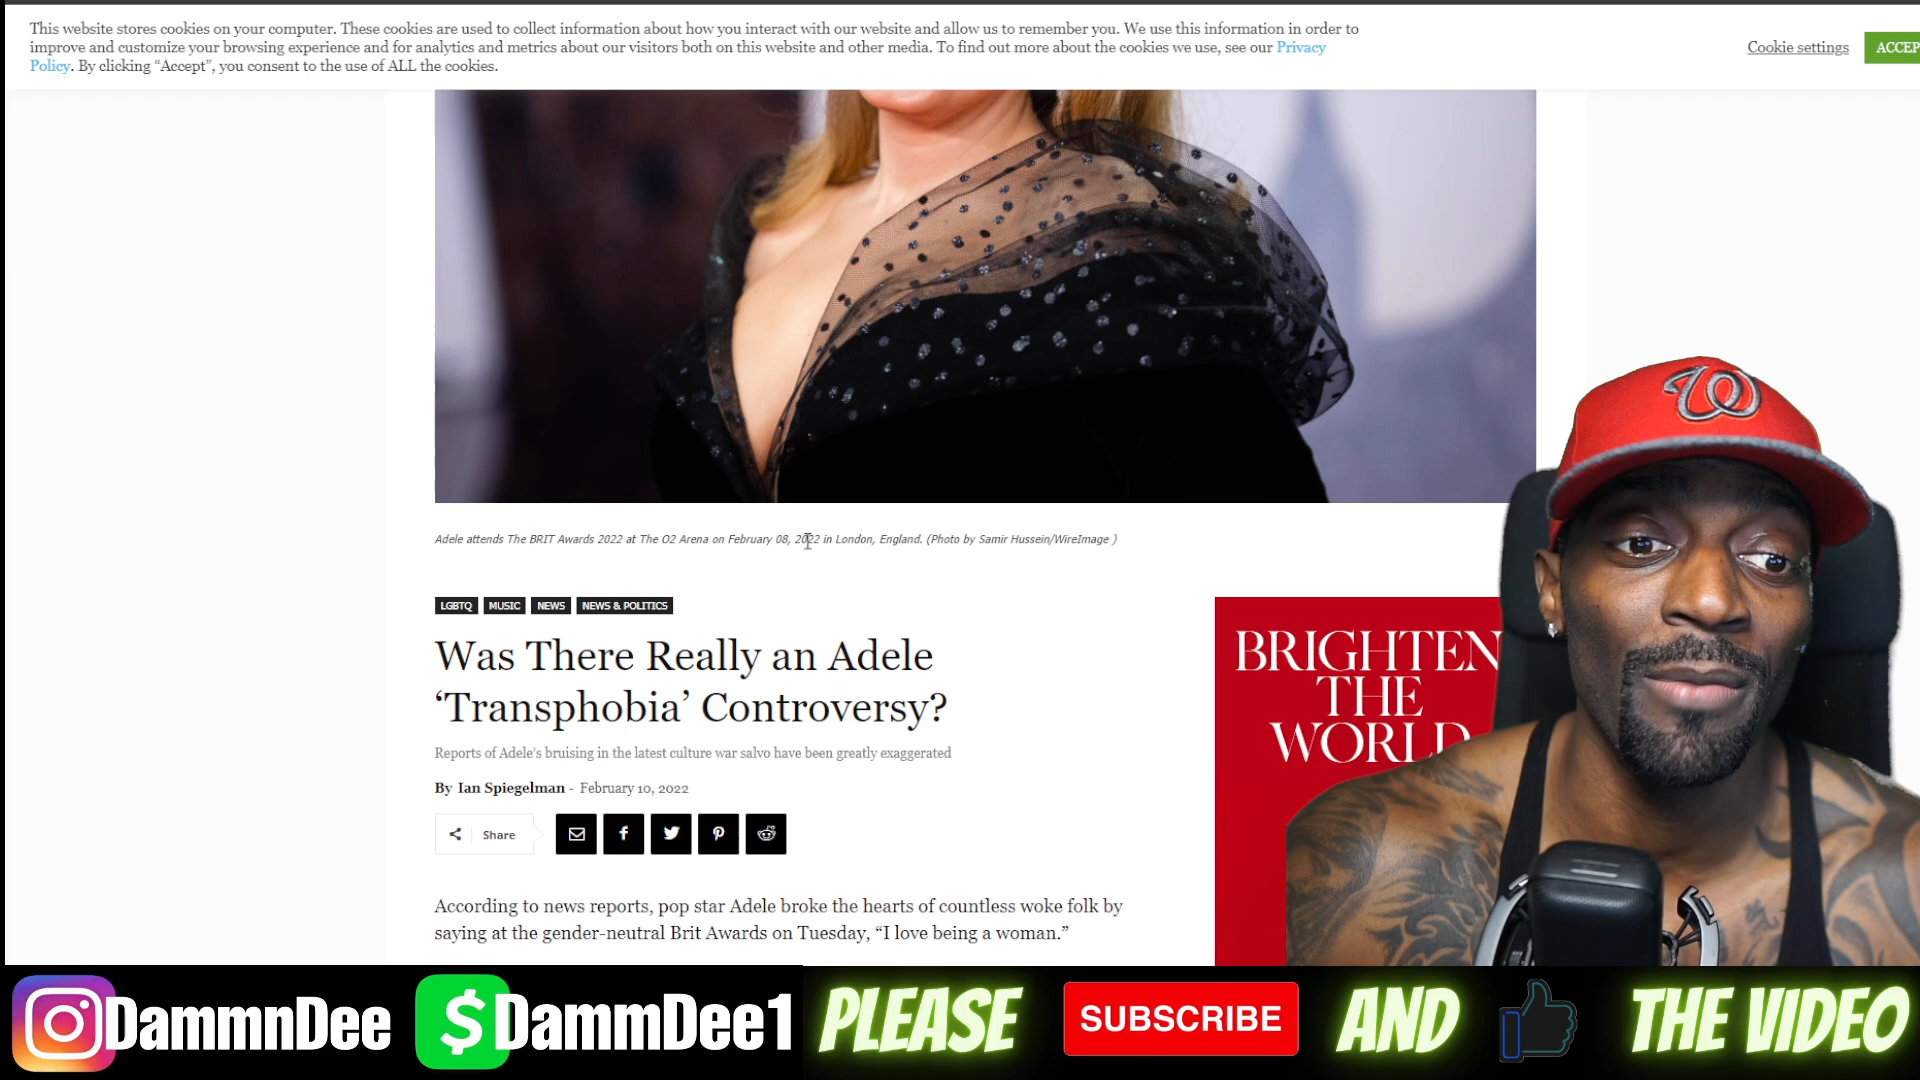 This website stores cookies on your computer. These cookies are used to collect information about how you interact with our website and allow us to remember you. We use this information in order to
improve and customize your browsing experience and for analytics and metrics about our visitors both on this website and other media. To find out more about the cookies we use, see our Privacy
Policy. By clicking “Accept”, you consent to the use of ALL the cookies.
Cookie settings
ACCEP
Adele attends The BRIT Awards 2022 at The O2 Arena on February 08, 2022 in London, England. (Photo by Samir Hussein/WireImage )
LGBTQ MUSIC NEWS NEWS & POLITICS
Was There Really an Adele
‘Transphobia’ Controversy?
Reports of Adele’s bruising in the latest culture war salvo have been greatly exaggerated
By Ian Spiegelman - February 10, 2022
Share
According to news reports, pop star Adele broke the hearts of countless woke folk by
saying at the gender-neutral Brit Awards on Tuesday, “I love being a woman.”
BRIGHTEN
THE
WORLD
W
DammnDee $DammDee1 PLEASE SUBSCRIBE AND THE VIDEO